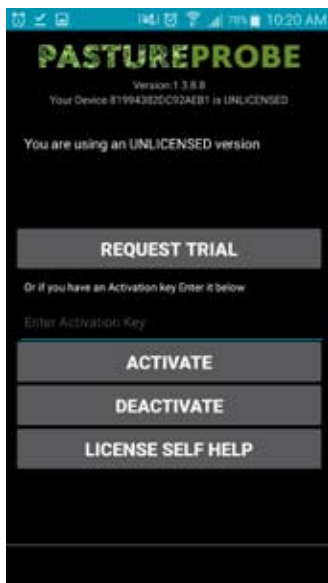 78% 10:20 AM
PASTUREPROBE
Version:1.3.8.8
Your Device 81994382DC92AEB1 is UNLICENSED
You are using an UNLICENSED version
REQUEST TRIAL
Or if you have an Activation key Enter it below
Enter Activation Key
ACTIVATE
DEACTIVATE
LICENSE SELF HELP